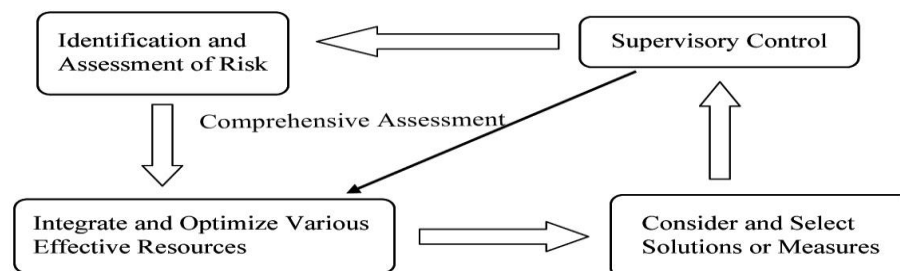 Identification and
Assessment of Risk
Supervisory Control
Comprehensive Assessment
Integrate and Optimize Various
Effective Resources
Consider and Select
Solutions or Measures